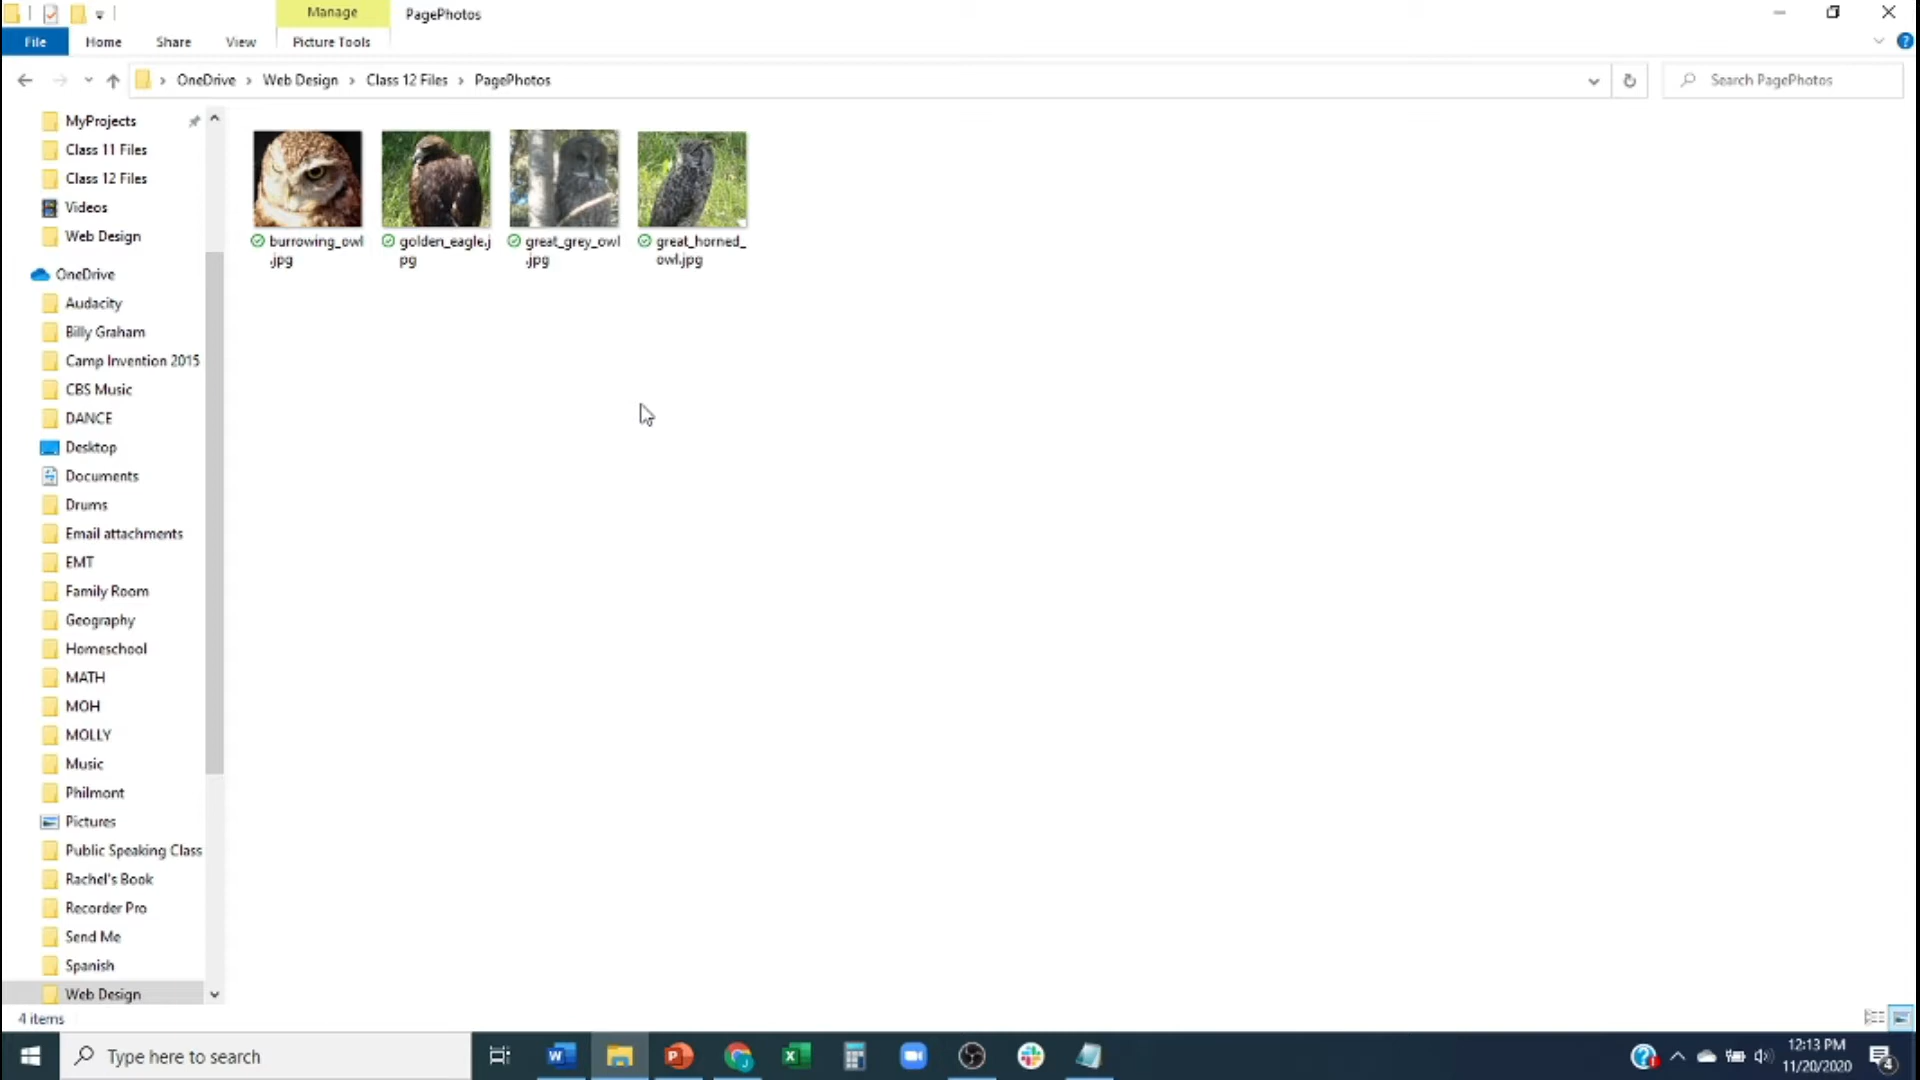 Manage
PagePhotos
File
Home
Share
View
Picture Tools
OneDrive > Web Design > Class 12 Files > PagePhotos
Search PagePhotos
MyProjects
Class 11 Files
Class 12 Files
Videos
Web Design
OneDrive
Audacity
Billy Graham
Camp Invention 2015
CBS Music
DANCE
Desktop
Documents
Drums
Email attachments
EMT
Family Room
Geography
Homeschool
MATH
MOH
MOLLY
Music
Philmont
Pictures
Public Speaking Class
Rachel's Book
Recorder Pro
Send Me
Spanish
Web Design
burrowing_owl
.jpg
golden_eagle.j
pg
great_grey_owl
.jpg
great_horned_
owl.jpg
4 items
Type here to search
12:13 PM
11/20/2020
4